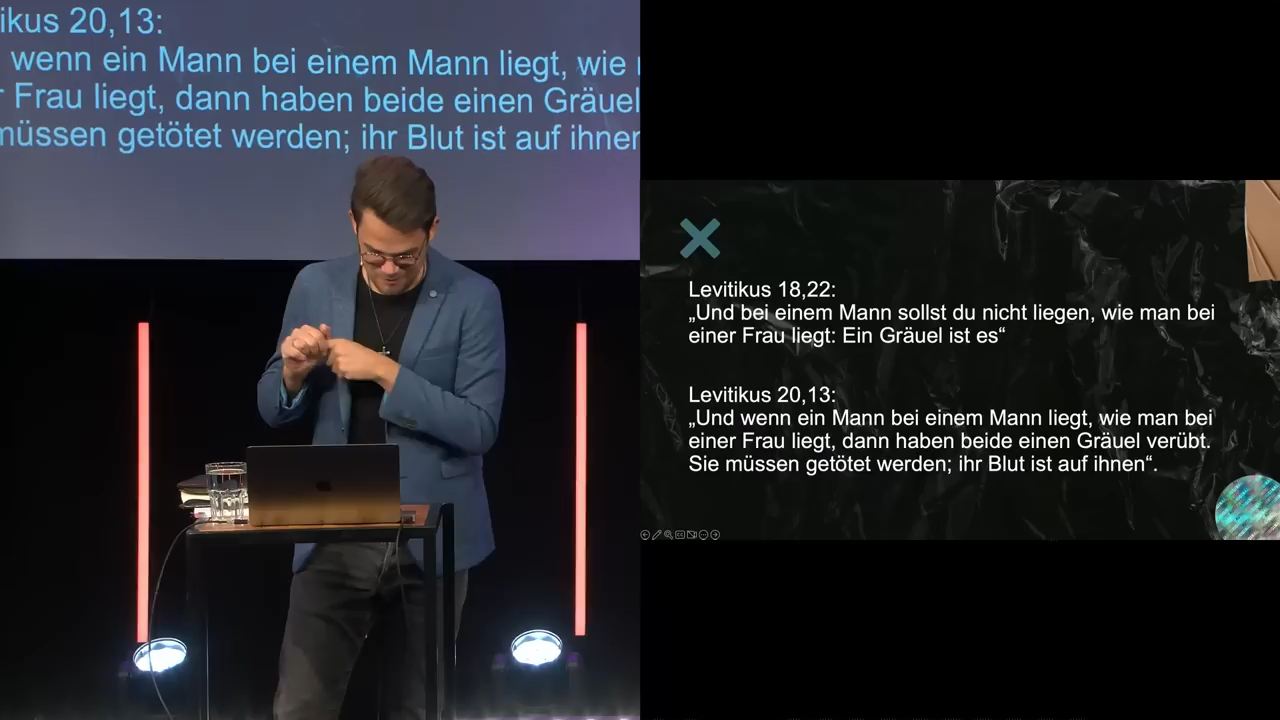 ikus 20,13:
wenn ein Mann bei einem Mann liegt, wie
Frau liegt, dann haben beide einen Gräuel
müssen getötet werden; ihr Blut ist auf ihnen
Levitikus 18,22:
„Und bei einem Mann sollst du nicht liegen, wie man bei
einer Frau liegt: Ein Gräuel ist es“
Levitikus 20,13:
„Und wenn ein Mann bei einem Mann liegt, wie man bei
einer Frau liegt, dann haben beide einen Gräuel verübt.
Sie müssen getötet werden; ihr Blut ist auf ihnen“.